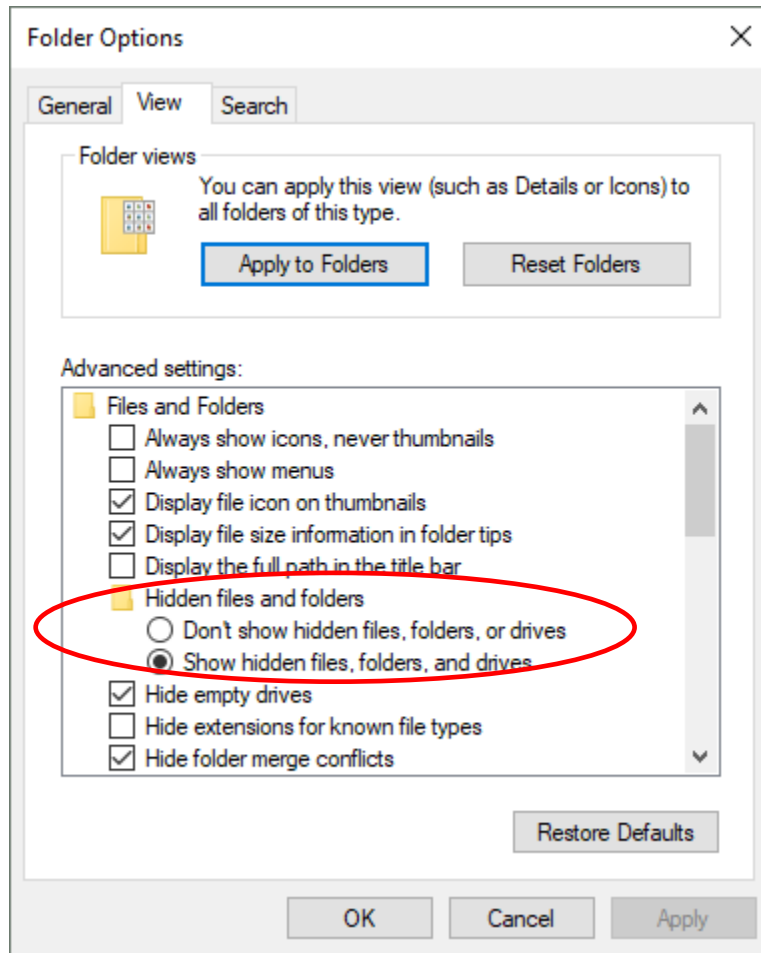 Folder Options
General View Search
Folder views
You can apply this view (such as Details or Icons) to
all folders of this type.
Apply to Folders Reset Folders
Advanced settings:
Files and Folders
Always show icons, never thumbnails
Always show menus
Display file icon on thumbnails
Display file size information in folder tips
Display the full path in the title bar
Hidden files and folders
Don't show hidden files, folders, or drives
Show hidden files, folders, and drives
Hide empty drives
Hide extensions for known file types
Hide folder merge conflicts
Restore Defaults
OK Cancel Apply